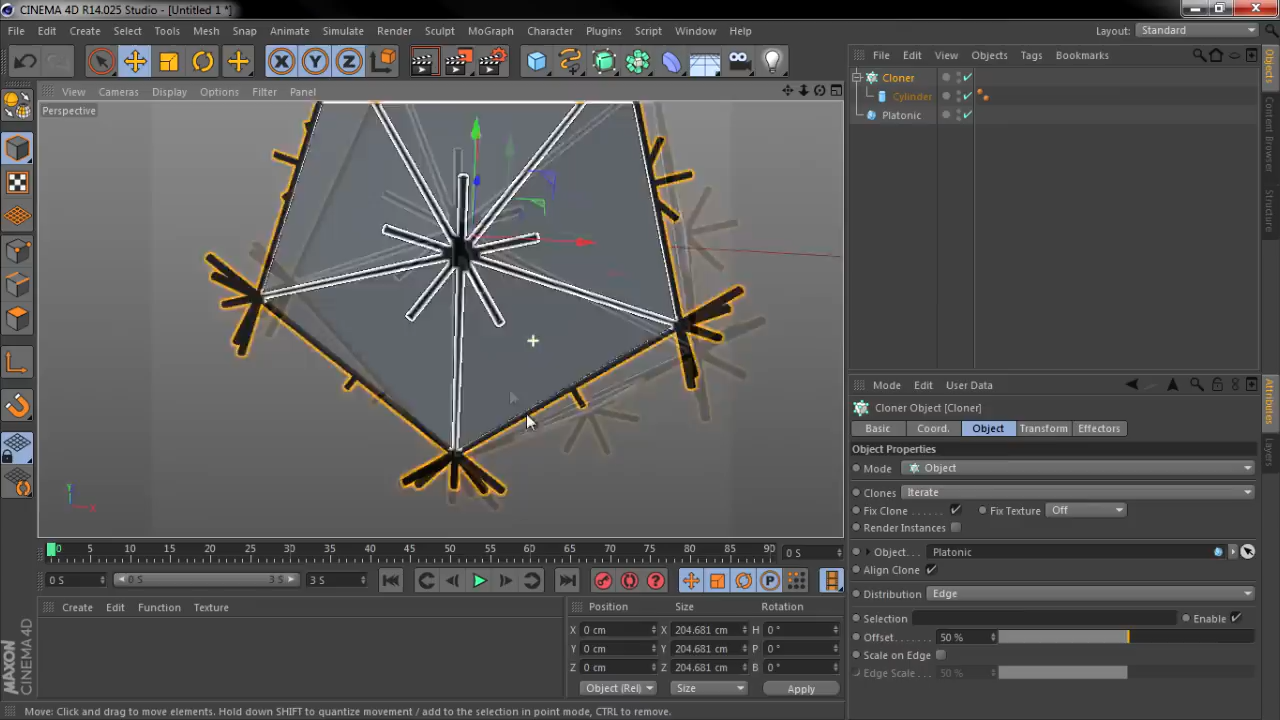 CINEMA 4D R14.025 Studio - [Untitled 1 *]
File Edit Create Select Tools Mesh Snap Animate Simulate Render Sculpt MoGraph Character Plugins Script Window Help Layout: Standard
X Y Z
View Cameras Display Options Filter Panel
Perspective
Y
X
File Edit View Objects Tags Bookmarks
Cloner
Cylinder
Platonic
Objects
Content Browser
Structure
Mode Edit User Data
Cloner Object [Cloner]
Basic Coord. Object Transform Effectors
Object Properties
Mode Object
Clones Iterate
Fix Clone Fix Texture Off
Render Instances
Object Platonic
Align Clone
Distribution Edge
Selection Enable
Offset 50 %
Scale on Edge
Edge Scale 50 %
Attributes
Layers
0 5 10 15 20 25 30 35 40 45 50 55 60 65 70 75 80 85 90 0 S
0 S 0 S 3 S 3 S P
Create Edit Function Texture
Position Size Rotation
X 0 cm X 204.681 cm H 0 °
Y 0 cm Y 204.681 cm P 0 °
Z 0 cm Z 204.681 cm B 0 °
Object (Rel) Size Apply
MAXON CINEMA 4D
Move: Click and drag to move elements. Hold down SHIFT to quantize movement / add to the selection in point mode, CTRL to remove.